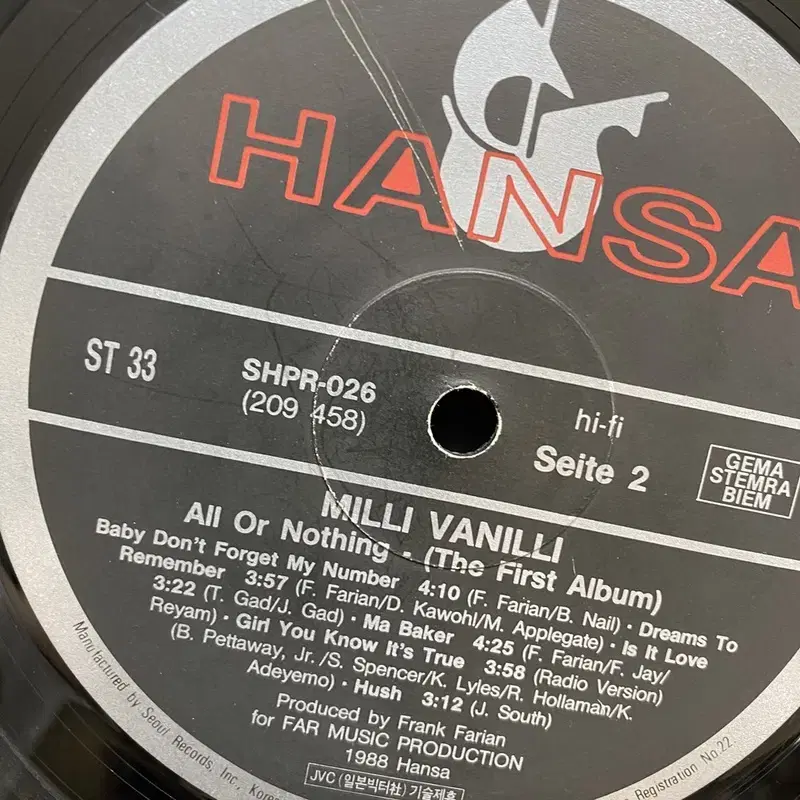 HANSA
ST 33
SHPR-026
(209 458)
hi-fi
Seite 2
GEMA
STEMRA
BIEM
MILLI VANILLI
All Or Nothing - (The First Album)
Baby Don't Forget My Number 4:10 (F. Farian/B. Nail) · Dreams To
Remember 3:57 (F. Farian/D. Kawohl/M. Applegate) · Is It Love
3:22 (T. Gad/J. Gad) · Ma Baker 4:25 (F. Farian/F. Jay/
Reyam) · Girl You Know It's True 3:58 (Radio Version)
(B. Pettaway, Jr. /S. Spencer/K. Lyles/R. Hollaman/K.
Adeyemo) · Hush 3:12 (J. South)
Produced by Frank Farian
for FAR MUSIC PRODUCTION
1988 Hansa
JVC (일본빅터社) 기술제휴
Manufactured by Seoul Records, Inc., Korea
Registration No.22